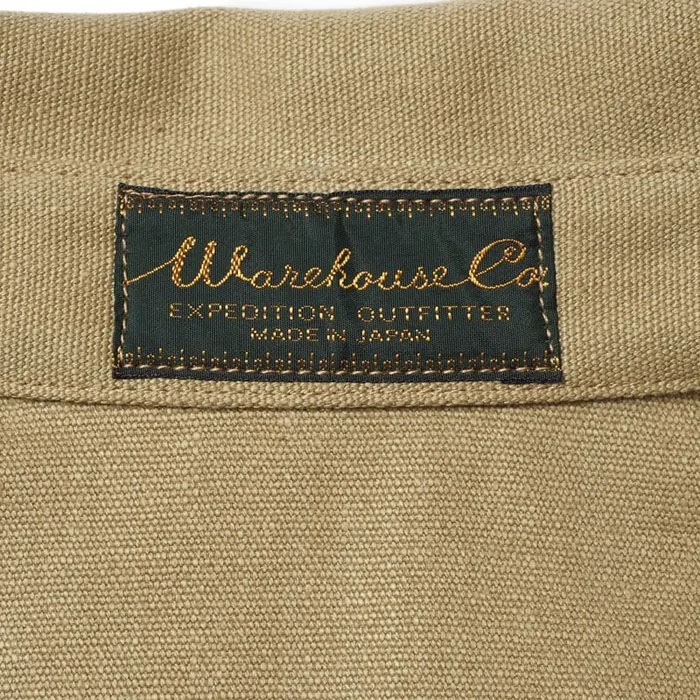 Warehouse Co
EXPEDITION OUTFITTER
MADE IN JAPAN